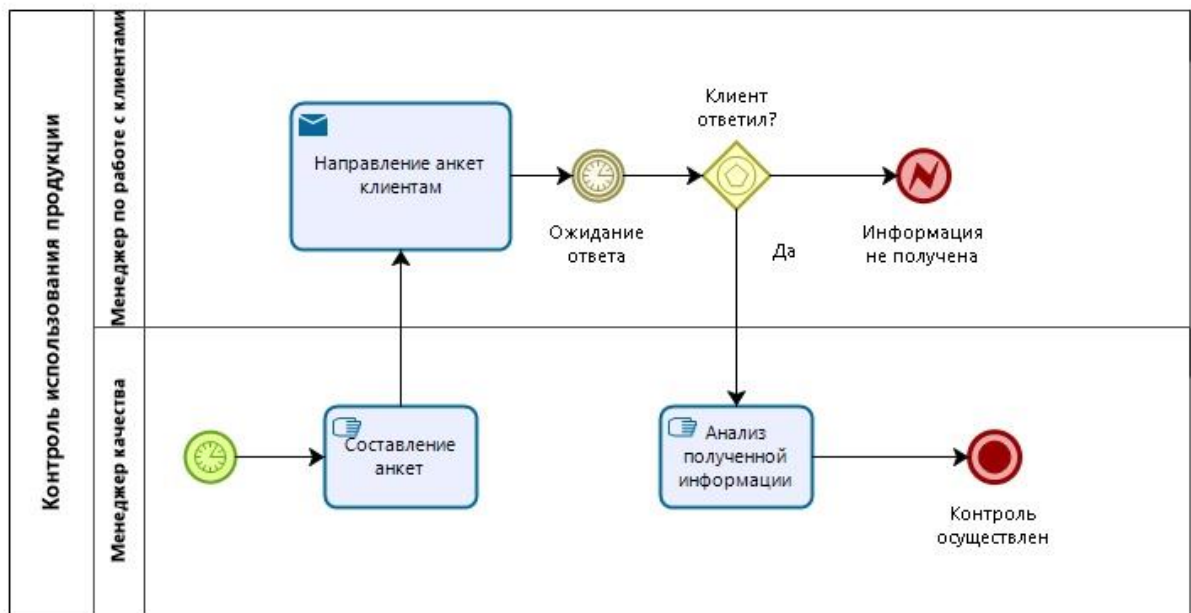 Контроль использования продукции
Менеджер по работе с клиентами
Направление анкет
клиентам
Ожидание
ответа
Клиент
ответил?
Да
Информация
не получена
Менеджер качества
Составление
анкет
Анализ
полученной
информации
Контроль
осуществлен